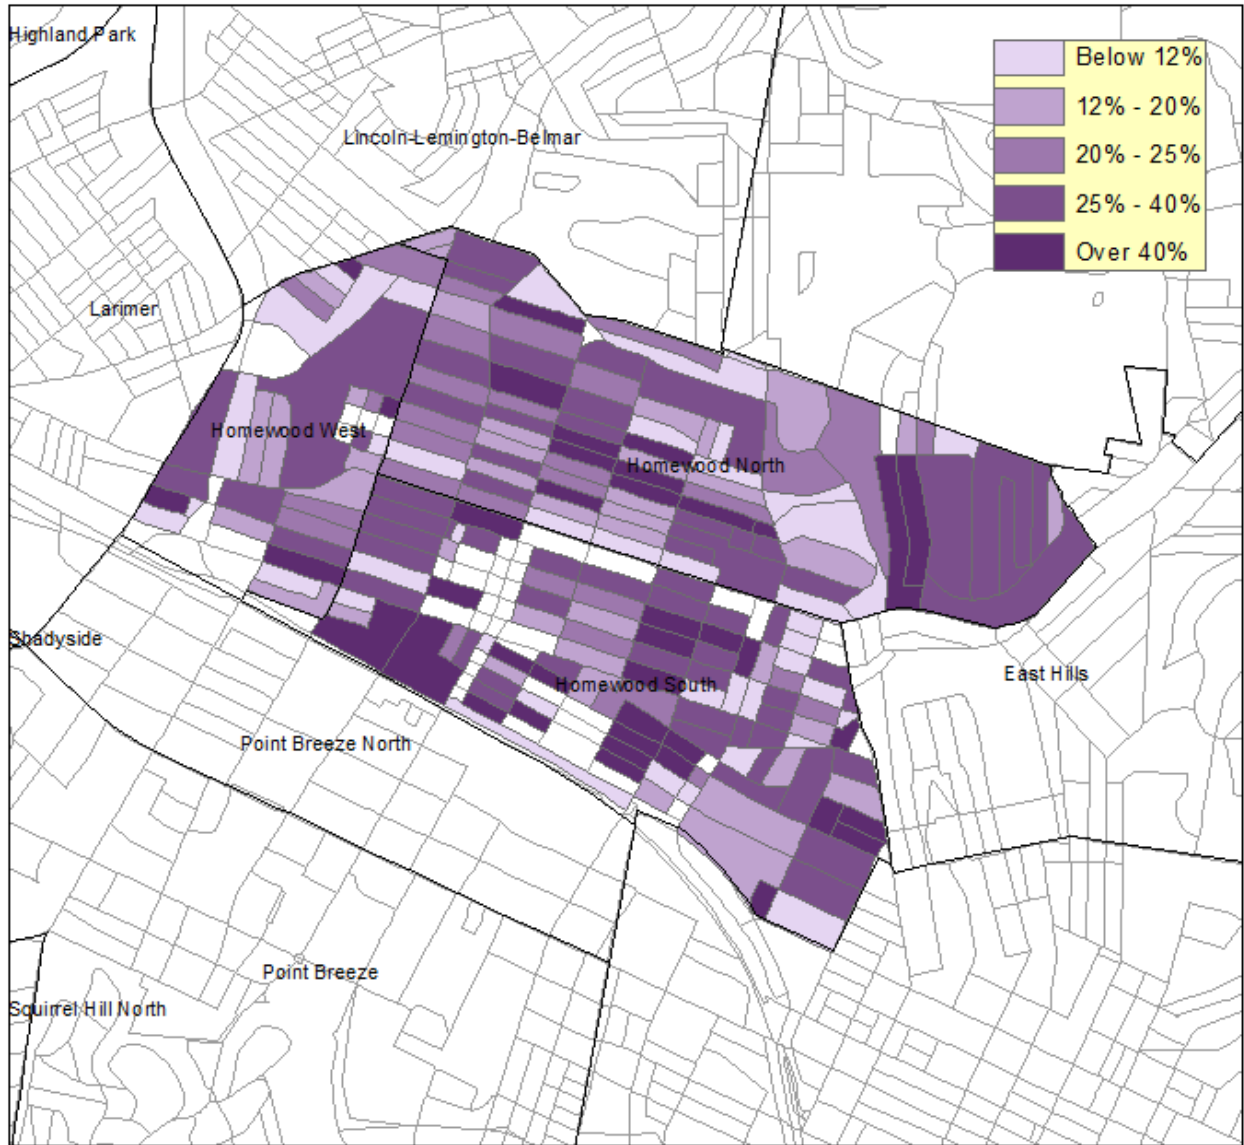 Highland Park
Below 12%
12% - 20%
Lincoln-Lemington-Belmar
20% - 25%
25% - 40%
Over 40%
Larimer
Homewood West
Homewood North
Shadyside
East Hills
Homewood South
Point Breeze North
Point Breeze
Squirrel Hill North